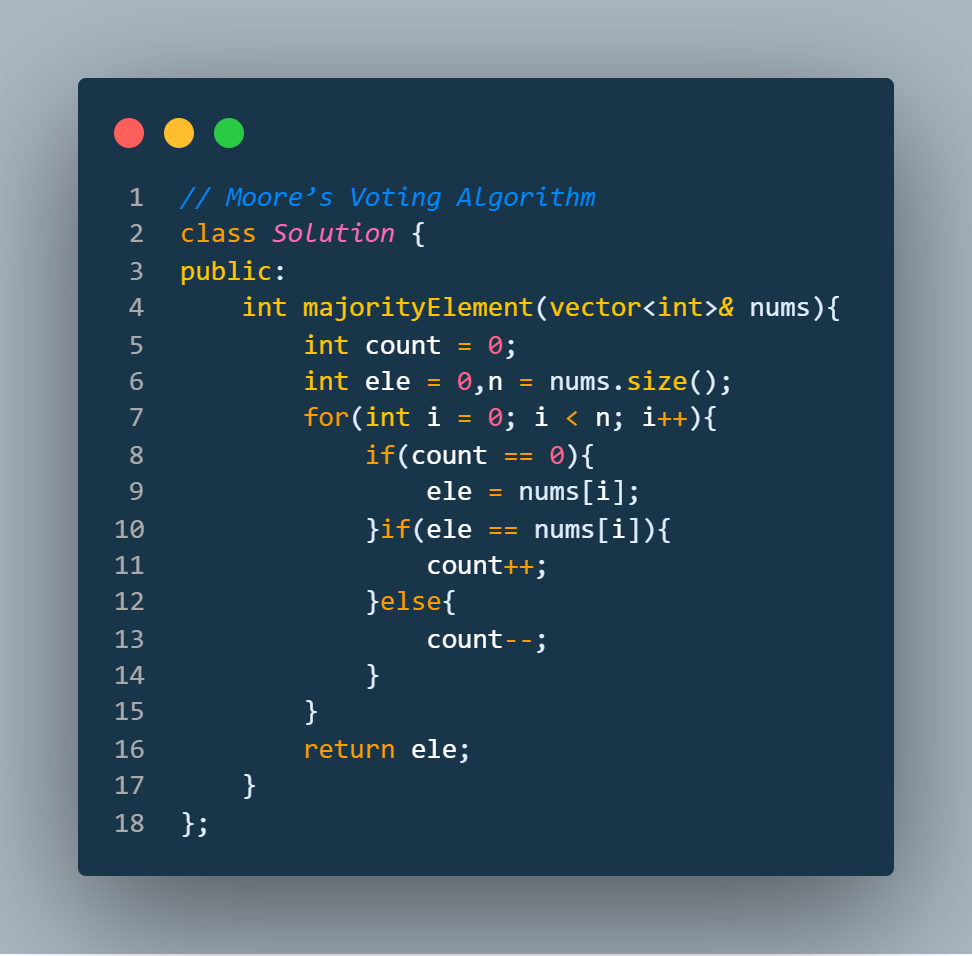 1 // Moore’s Voting Algorithm
2 class Solution {
3 public:
4     int majorityElement(vector<int>& nums){
5         int count = 0;
6         int ele = 0,n = nums.size();
7         for(int i = 0; i < n; i++){
8             if(count == 0){
9                 ele = nums[i];
10             }if(ele == nums[i]){
11                 count++;
12             }else{
13                 count--;
14             }
15         }
16         return ele;
17     }
18 };